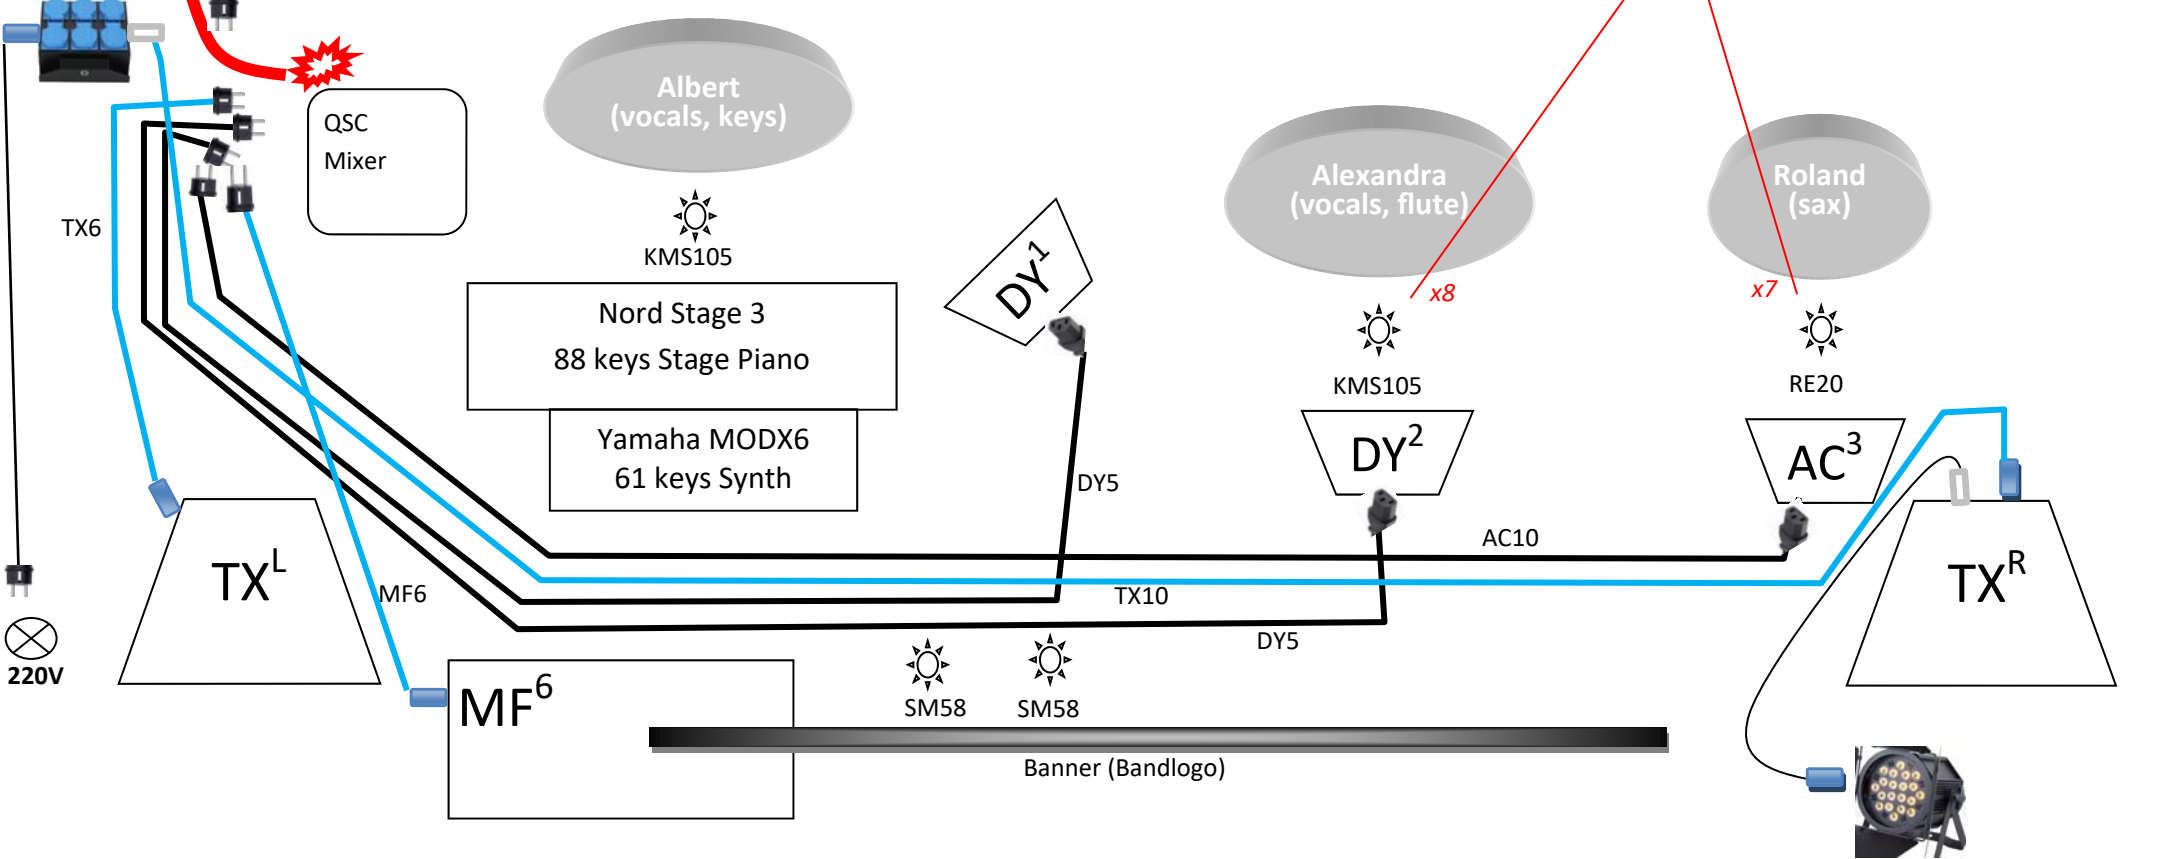 Albert
(vocals, keys)
QSC
Mixer
Alexandra
(vocals, flute)
Roland
(sax)
TX6
KMS105
DY1
x8
x7
Nord Stage 3
88 keys Stage Piano
KMS105
RE20
Yamaha MODX6
61 keys Synth
DY5
DY2
AC3
AC10
TXL
MF6
TX10
TXR
DY5
220V
MF6
SM58
SM58
Banner (Bandlogo)